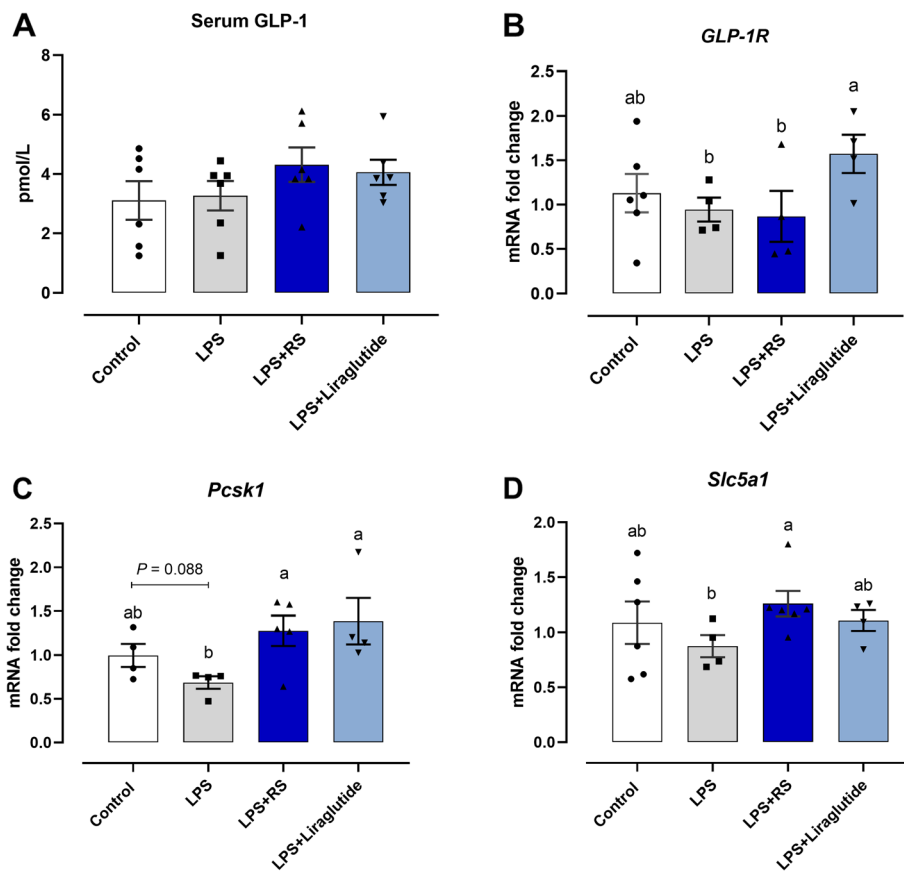 A
Serum GLP-1
pmol/L
8
6
4
2
0
Control
LPS
LPS+RS
LPS+Liraglutide
B
GLP-1R
mRNA fold change
2.5
2.0
1.5
1.0
0.5
0.0
ab
b
b
a
Control
LPS
LPS+RS
LPS+Liraglutide
C
Pcsk1
mRNA fold change
2.5
2.0
1.5
1.0
0.5
0.0
P = 0.088
ab
b
a
a
Control
LPS
LPS+RS
LPS+Liraglutide
D
Slc5a1
mRNA fold change
2.0
1.5
1.0
0.5
0.0
ab
b
a
ab
Control
LPS
LPS+RS
LPS+Liraglutide